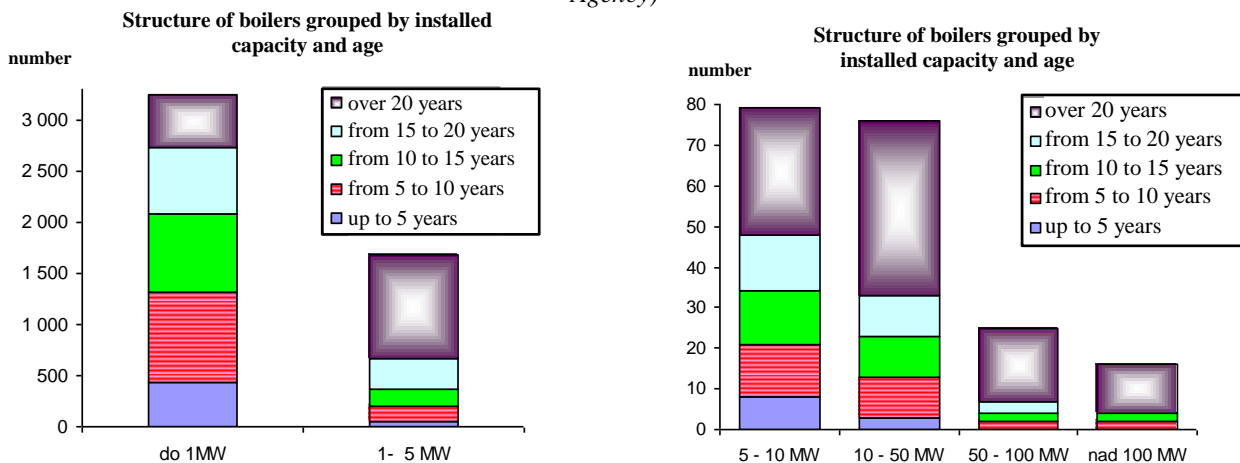 Agency)
Structure of boilers grouped by installed
capacity and age
number
3 000
2 500
2 000
1 500
1 000
500
0
over 20 years
from 15 to 20 years
from 10 to 15 years
from 5 to 10 years
up to 5 years
do 1MW
1- 5 MW
Structure of boilers grouped by
installed capacity and age
number
80
70
60
50
40
30
20
10
0
over 20 years
from 15 to 20 years
from 10 to 15 years
from 5 to 10 years
up to 5 years
5 - 10 MW
10 - 50 MW
50 - 100 MW
nad 100 MW